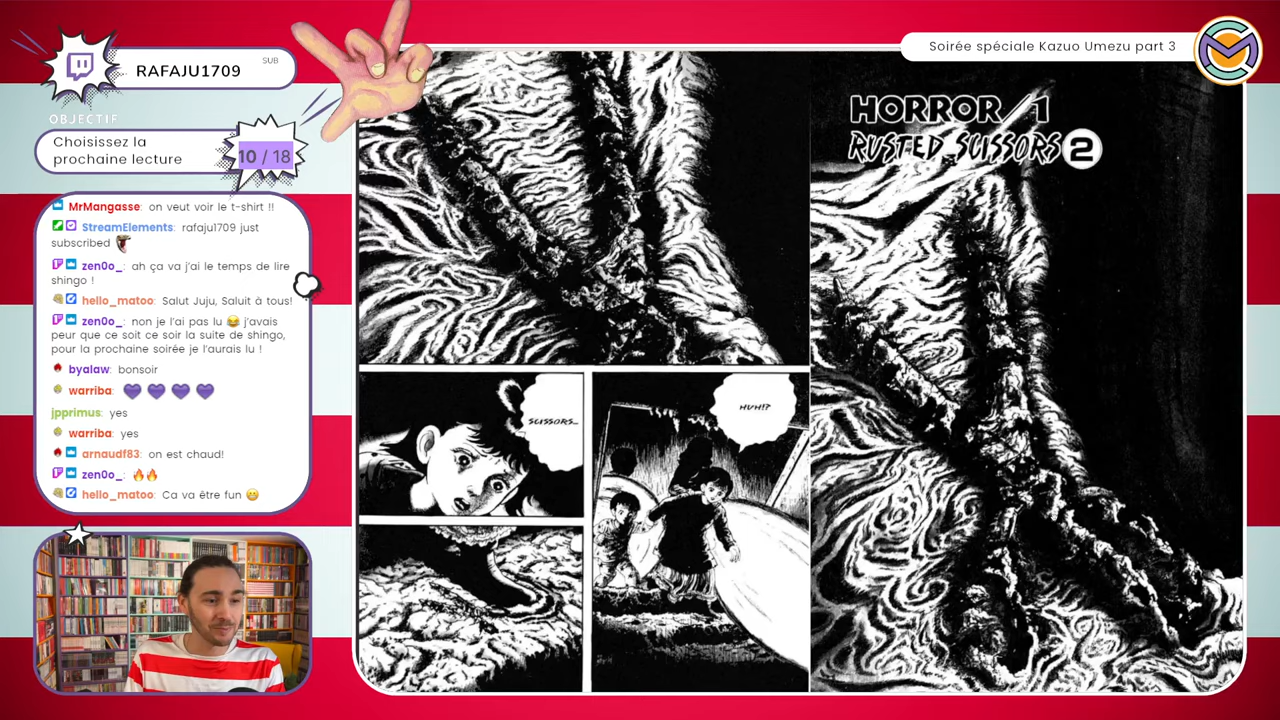 RAFAJU1709
SUB
OBJECTIF
Choisissez la
prochaine lecture
10 / 18
MrMangasse: on veut voir le t-shirt !!
StreamElements: rafaju1709 just
subscribed
zen0o_: ah ça va j'ai le temps de lire
shingo !
hello_matoo: Salut Juju, Saluit à tous!
zen0o_: non je l'ai pas lu 😂 j'avais
peur que ce soit ce soir la suite de shingo,
pour la prochaine soirée je l'aurais lu !
byalaw: bonsoir
warriba: 💜 💜 💜 💜
jpprimus: yes
warriba: yes
arnaudf83: on est chaud!
zen0o_: 🔥🔥
hello_matoo: Ca va être fun 😁
Soirée spéciale Kazuo Umezu part 3
HORROR 1
RUSTED SCISSORS 2
SCISSORS...
HUH!?